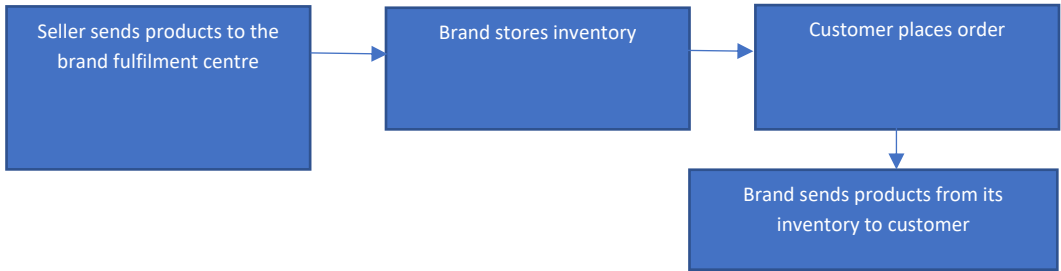 Seller sends products to the
brand fulfilment centre
Brand stores inventory
Customer places order
Brand sends products from its
inventory to customer